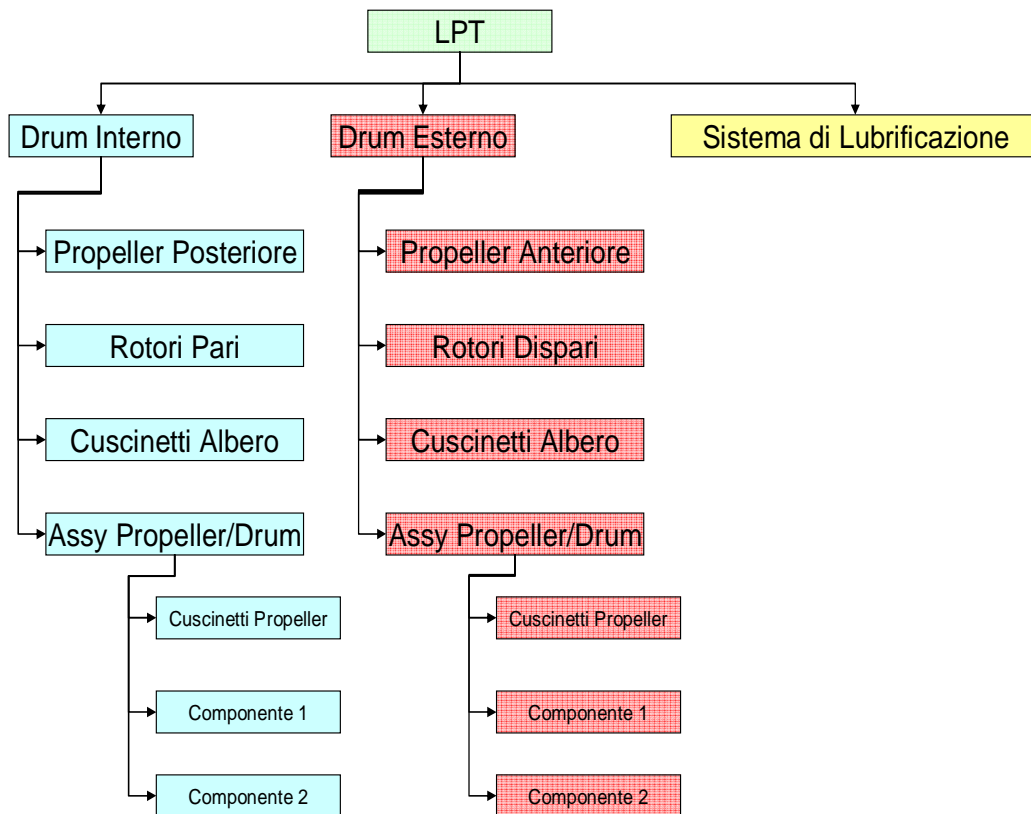 LPT
Drum Interno
Drum Esterno
Sistema di Lubrificazione
Propeller Posteriore
Propeller Anteriore
Rotori Pari
Rotori Dispari
Cuscinetti Albero
Cuscinetti Albero
Assy Propeller/Drum
Assy Propeller/Drum
Cuscinetti Propeller
Cuscinetti Propeller
Componente 1
Componente 1
Componente 2
Componente 2